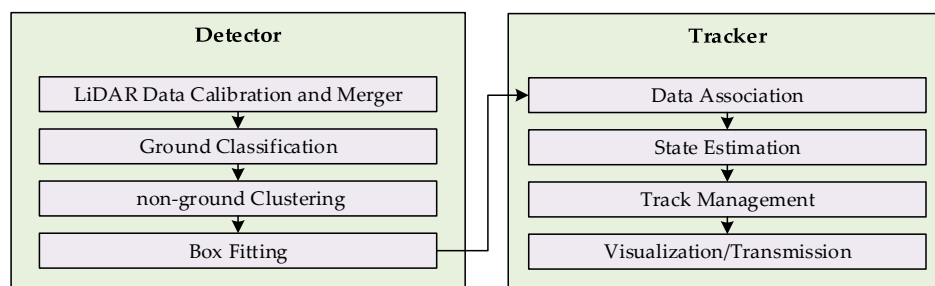 Detector
LiDAR Data Calibration and Merger
Ground Classification
non-ground Clustering
Box Fitting
Tracker
Data Association
State Estimation
Track Management
Visualization/Transmission